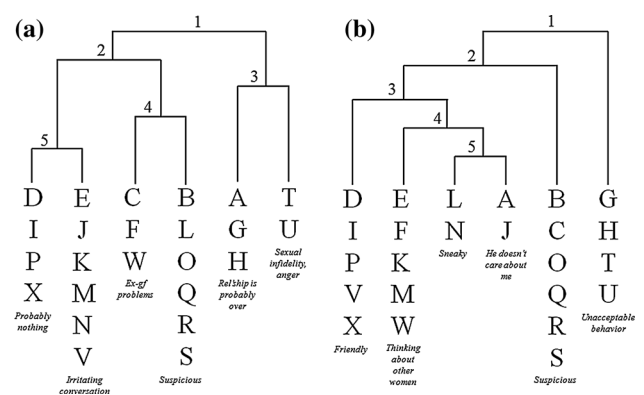 (a)
1
2
3
4
5
D E C B A T
I J F L G U
P K W O H
X M Q
N R
V S
Probably
nothing
Irritating
conversation
Ex-gf
problems
Suspicious
Rel'ship is
probably
over
Sexual
infidelity,
anger
(b)
1
2
3
4
5
D E L A B G
I F N J C H
P K O T
V M Q U
X W R
S
Friendly
Thinking
about
other
women
Sneaky
He doesn't
care about
me
Suspicious
Unacceptable
behavior